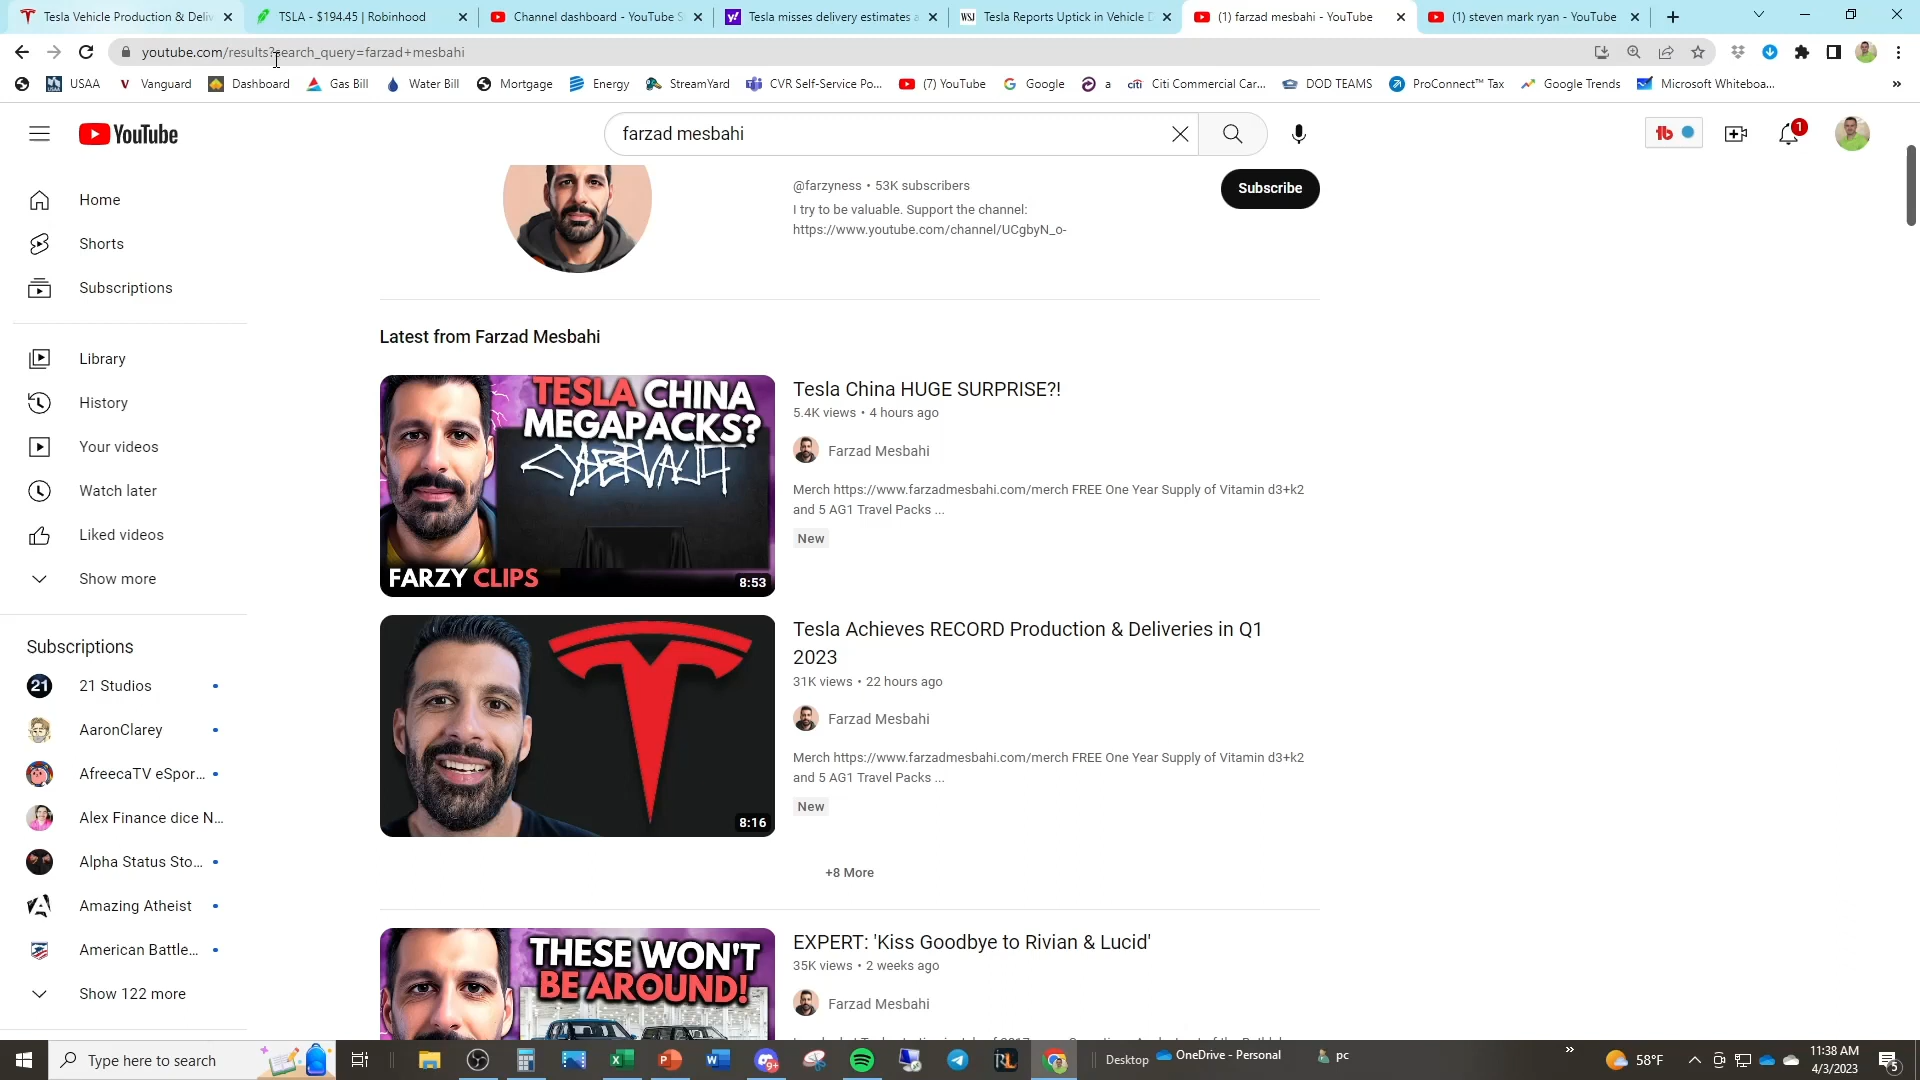 Tesla Vehicle Production & Deliv
TSLA - $194.45 | Robinhood
Channel dashboard - YouTube S
Tesla misses delivery estimates a
WSJ
Tesla Reports Uptick in Vehicle D
(1) farzad mesbahi - YouTube
(1) steven mark ryan - YouTube
youtube.com/results?search_query=farzad+mesbahi
USAA
Vanguard
Dashboard
Gas Bill
Water Bill
Mortgage
Energy
StreamYard
CVR Self-Service Po...
(7) YouTube
Google
a
citi
Citi Commercial Car...
DOD TEAMS
ProConnect™ Tax
Google Trends
Microsoft Whiteboa...
»
YouTube
farzad mesbahi
1
Home
Shorts
Subscriptions
Library
History
Your videos
Watch later
Liked videos
Show more
Subscriptions
21
21 Studios
AaronClarey
AfreecaTV eSpor...
Alex Finance dice N...
Alpha Status Sto...
Amazing Atheist
American Battle...
Show 122 more
@farzyness • 53K subscribers
I try to be valuable. Support the channel:
https://www.youtube.com/channel/UCgbyN_o-
Subscribe
Latest from Farzad Mesbahi
TESLA CHINA
MEGAPACKS?
CYBERVAULT
FARZY CLIPS
8:53
Tesla China HUGE SURPRISE?!
5.4K views • 4 hours ago
Farzad Mesbahi
Merch https://www.farzadmesbahi.com/merch FREE One Year Supply of Vitamin d3+k2
and 5 AG1 Travel Packs ...
New
8:16
Tesla Achieves RECORD Production & Deliveries in Q1
2023
31K views • 22 hours ago
Farzad Mesbahi
Merch https://www.farzadmesbahi.com/merch FREE One Year Supply of Vitamin d3+k2
and 5 AG1 Travel Packs ...
New
+8 More
THESE WON'T
BE AROUND!
EXPERT: 'Kiss Goodbye to Rivian & Lucid'
35K views • 2 weeks ago
Farzad Mesbahi
Type here to search
Desktop
OneDrive - Personal
pc
»
58°F
11:38 AM
4/3/2023
5